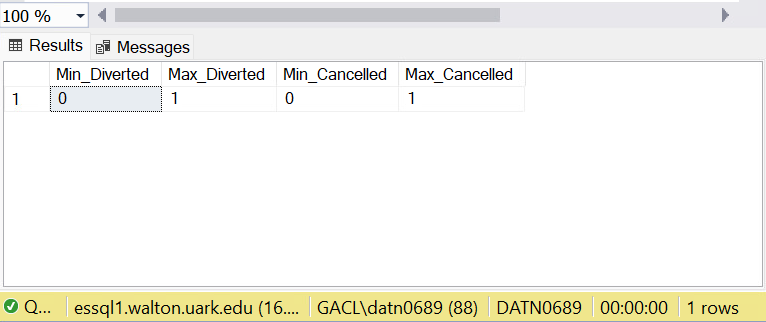 100 %
Results Messages
Min_Diverted Max_Diverted Min_Cancelled Max_Cancelled
1 0 1 0 1
Q... essql1.walton.uark.edu (16.... GACL\datn0689 (88) DATN0689 00:00:00 1 rows